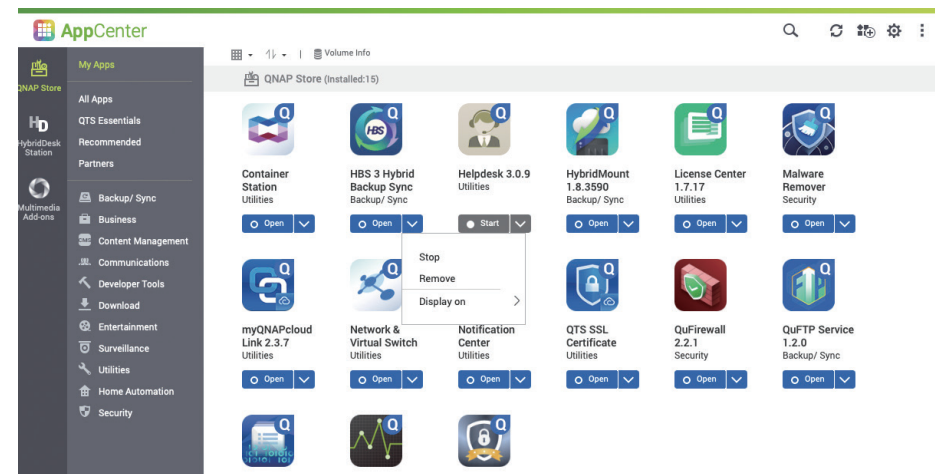 AppCenter
QNAP Store
HybridDesk
Station
Multimedia
Add-ons
My Apps
All Apps
QTS Essentials
Recommended
Partners
Backup/ Sync
Business
CMS Content Management
Communications
Developer Tools
Download
Entertainment
Surveillance
Utilities
Home Automation
Security
Volume Info
QNAP Store (Installed:15)
Container
Station
Utilities
Open
HBS
HBS 3 Hybrid
Backup Sync
Backup/ Sync
Open
Helpdesk 3.0.9
Utilities
Start
HybridMount
1.8.3590
Backup/ Sync
Open
License Center
1.7.17
Utilities
Open
Malware
Remover
Security
Open
Stop
Remove
Display on
myQNAPcloud
Link 2.3.7
Utilities
Open
Network &
Virtual Switch
Utilities
Open
Notification
Center
Utilities
Open
QTS SSL
Certificate
Utilities
Open
QuFirewall
2.2.1
Security
Open
QuFTP Service
1.2.0
Backup/ Sync
Open